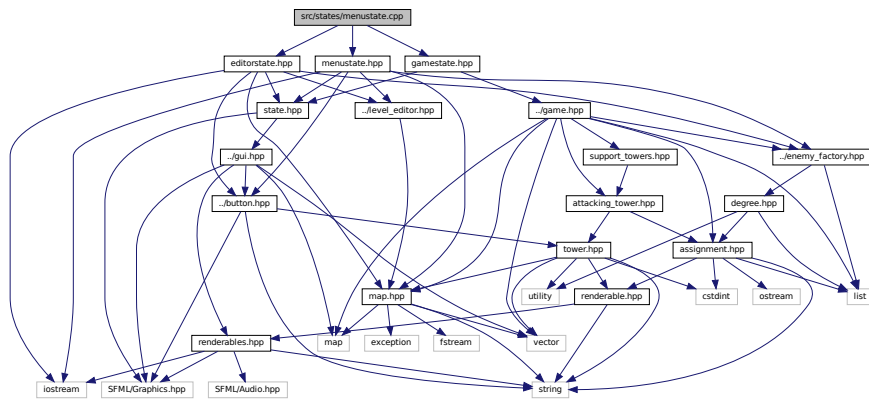 src/states/menustate.cpp
editorstate.hpp
menustate.hpp
gamestate.hpp
state.hpp
../level_editor.hpp
../game.hpp
../gui.hpp
support_towers.hpp
../enemy_factory.hpp
../button.hpp
attacking_tower.hpp
degree.hpp
tower.hpp
assignment.hpp
map.hpp
utility
renderable.hpp
cstdint
ostream
list
renderables.hpp
map
exception
fstream
vector
iostream
SFML/Graphics.hpp
SFML/Audio.hpp
string